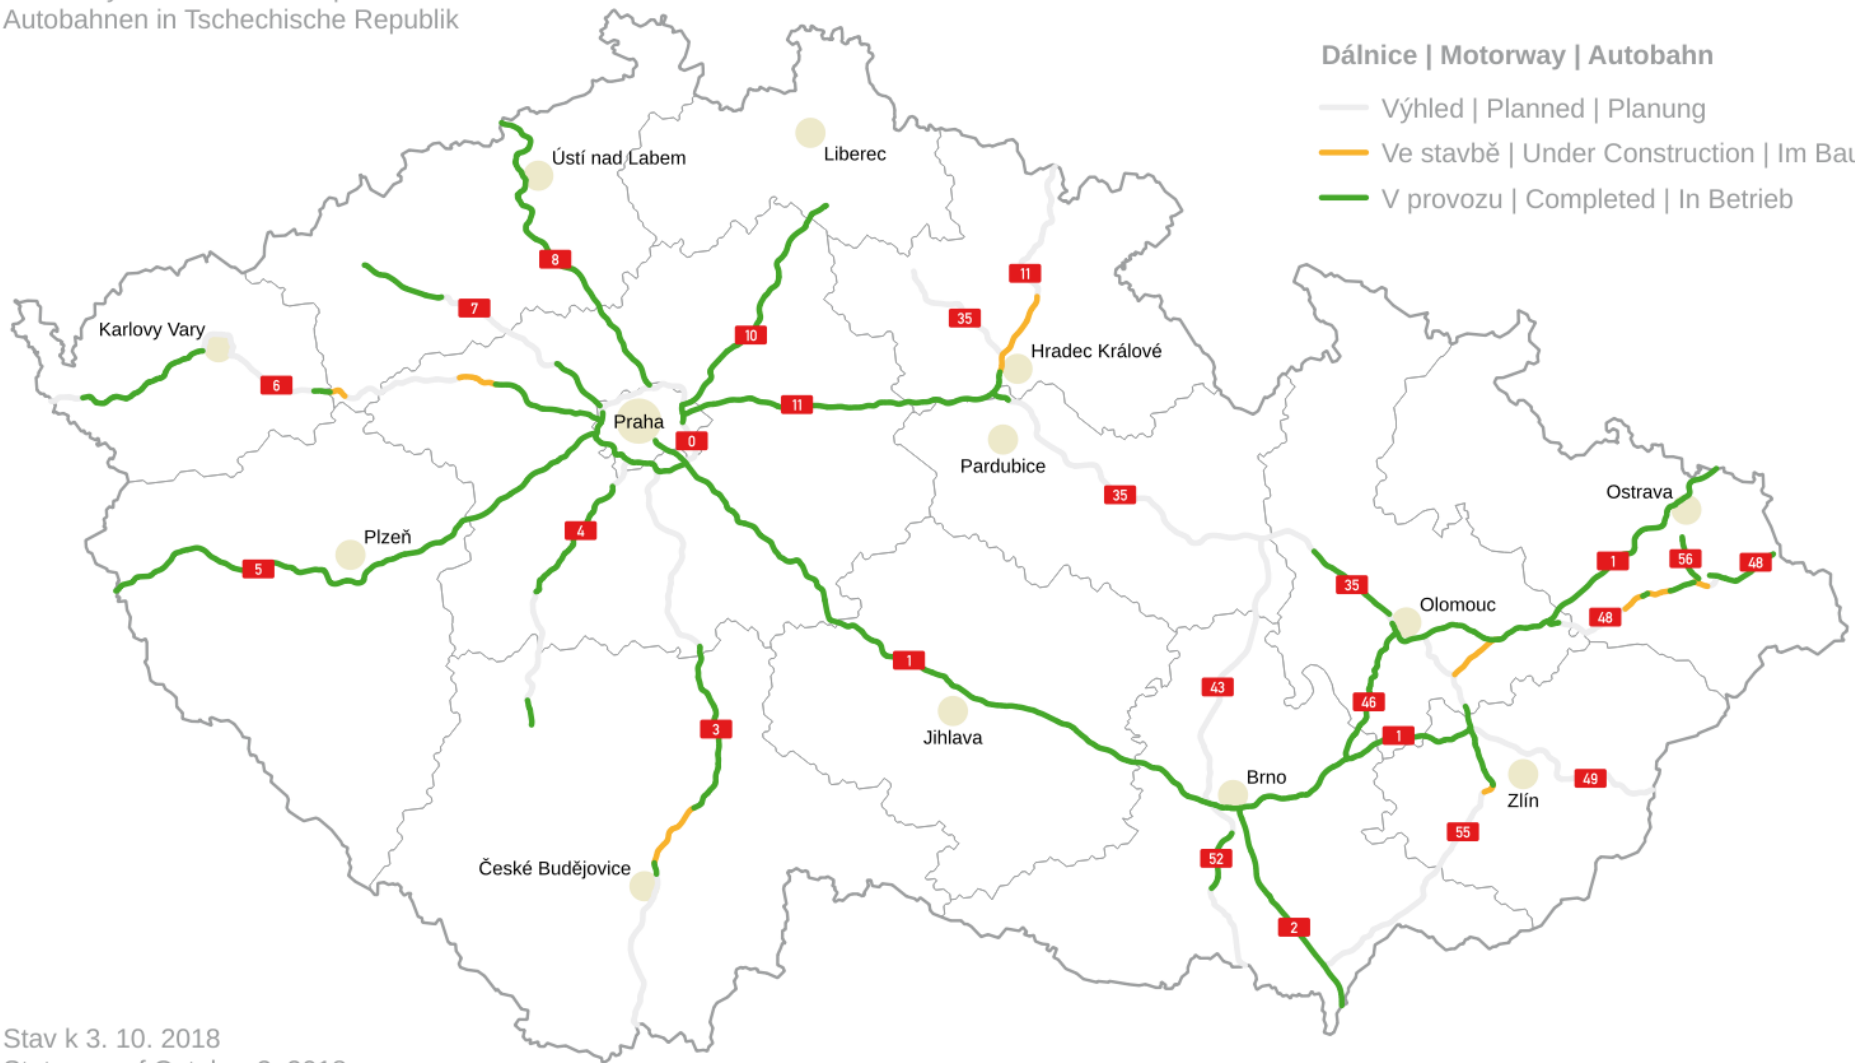 Autobahnen in Tschechische Republik
Dálnice | Motorway | Autobahn
Výhled | Planned | Planung
Ve stavbě | Under Construction | Im Bau
V provozu | Completed | In Betrieb
Ústí nad Labem
Liberec
8
11
7
35
10
Karlovy Vary
Hradec Králové
6
11
Praha
0
Pardubice
35
Ostrava
4
Plzeň
5
1
56
48
35
Olomouc
48
1
43
46
3
Jihlava
1
Brno
49
Zlín
55
52
České Budějovice
2
Stav k 3. 10. 2018